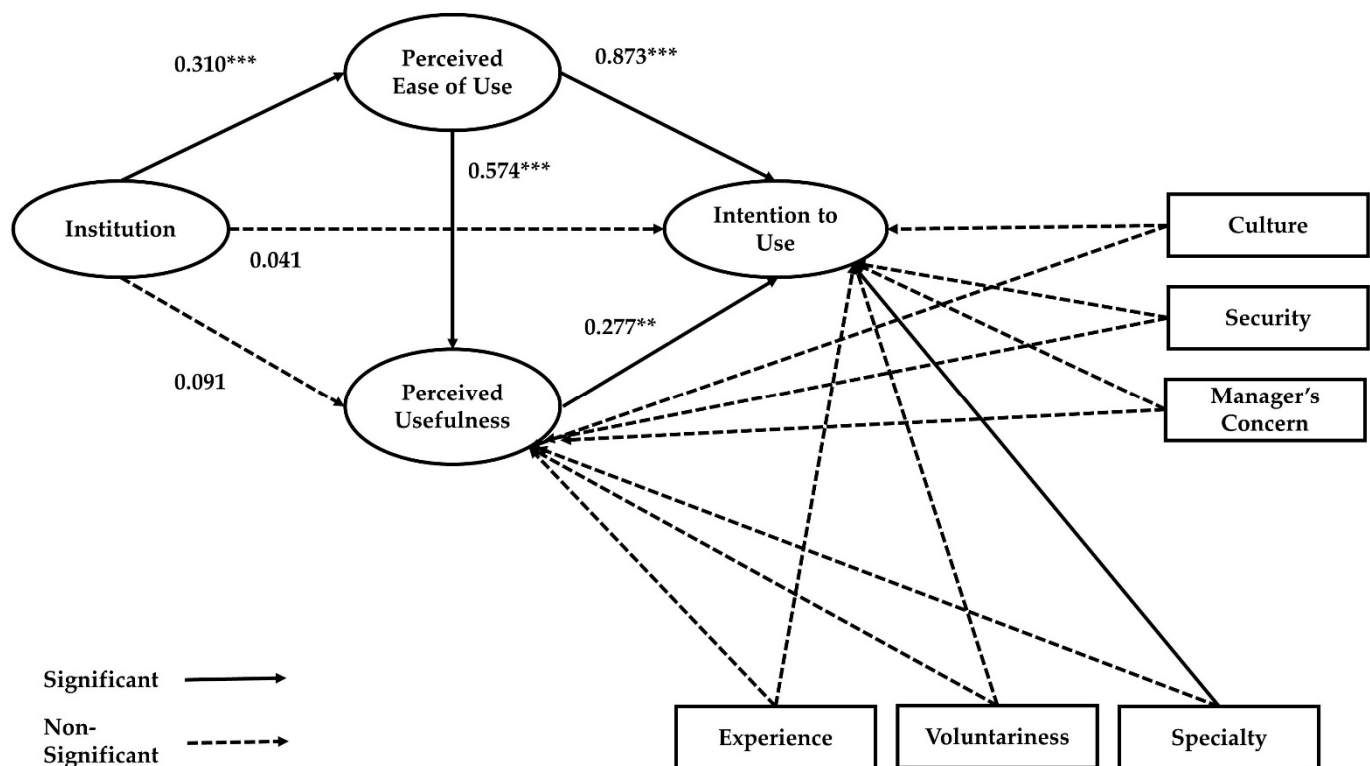 0.310***
Perceived
Ease of Use
0.873***
0.574***
Institution
Intention to
Use
Culture
0.041
Security
0.277**
0.091
Perceived
Usefulness
Manager's
Concern
Significant
Non-
Significant
Experience
Voluntariness
Specialty